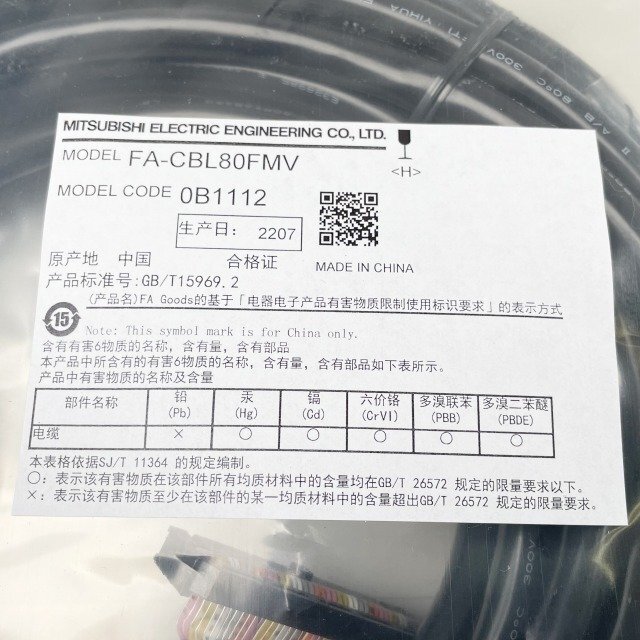 TI YIHUA
II A/B 80°C 300V
MITSUBISHI ELECTRIC ENGINEERING CO., LTD.
MODEL FA-CBL80FMV
<H>
MODEL CODE 0B1112
生产日: 2207
原产地 中国 合格证 MADE IN CHINA
产品标准号:GB/T15969.2
(产品名)FA Goods的基于「电器电子产品有害物质限制使用标识要求」的表示方式
15 Note: This symbol mark is for China only.
含有有害6物质的名称，含有量，含有部品
本产品中所含有的有害6物质的名称，含有量，含有部品如下表所示。
产品中有害物质的名称及含量
部件名称 铅 (Pb) 汞 (Hg) 镉 (Cd) 六价铬 (CrVI) 多溴联苯 (PBB) 多溴二苯醚 (PBDE)
电缆 × ○ ○ ○ ○ ○
本表格依据SJ/T 11364 的规定编制。
○: 表示该有害物质在该部件所有均质材料中的含量均在GB/T 26572 规定的限量要求以下。
×: 表示该有害物质至少在该部件的某一均质材料中的含量超出GB/T 26572 规定的限量要求。
80°C 300V